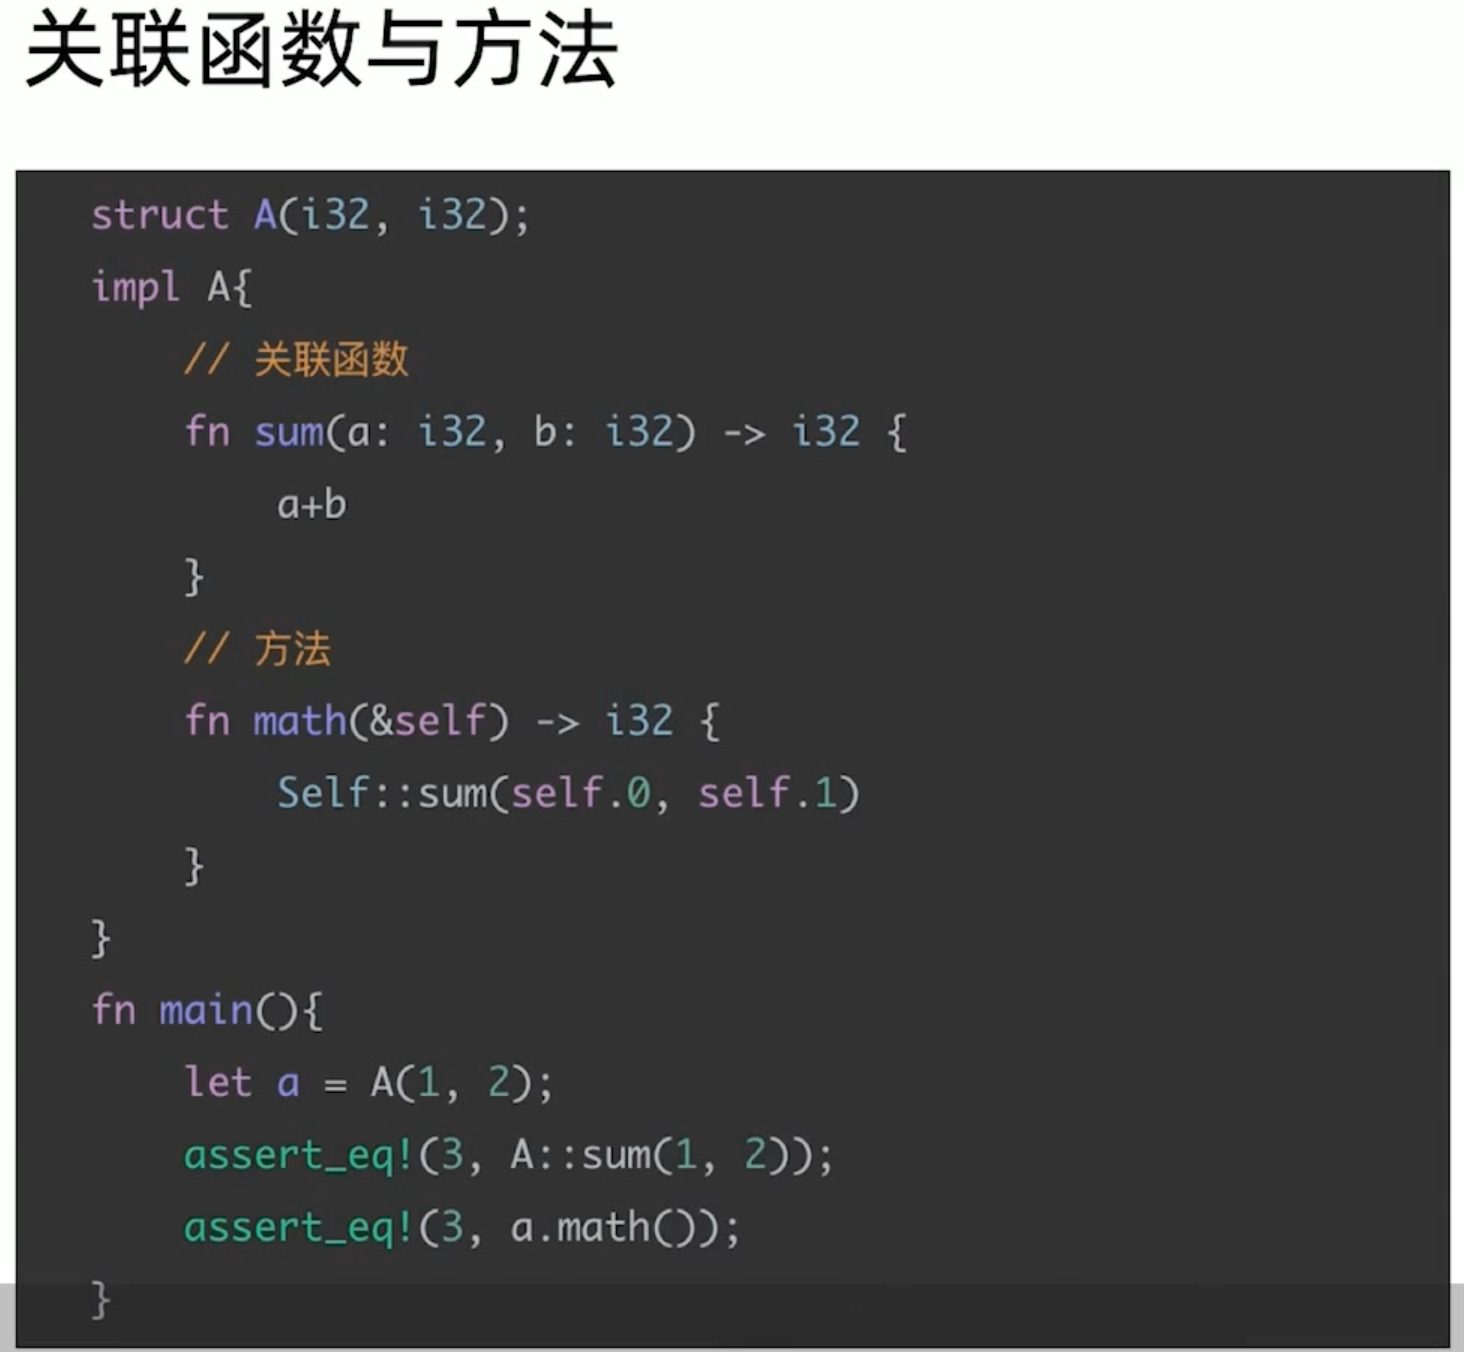 关联函数与方法
struct A(i32, i32);
impl A{
    // 关联函数
    fn sum(a: i32, b: i32) -> i32 {
        a+b
    }
    // 方法
    fn math(&self) -> i32 {
        Self::sum(self.0, self.1)
    }
}
fn main(){
    let a = A(1, 2);
    assert_eq!(3, A::sum(1, 2));
    assert_eq!(3, a.math());
}